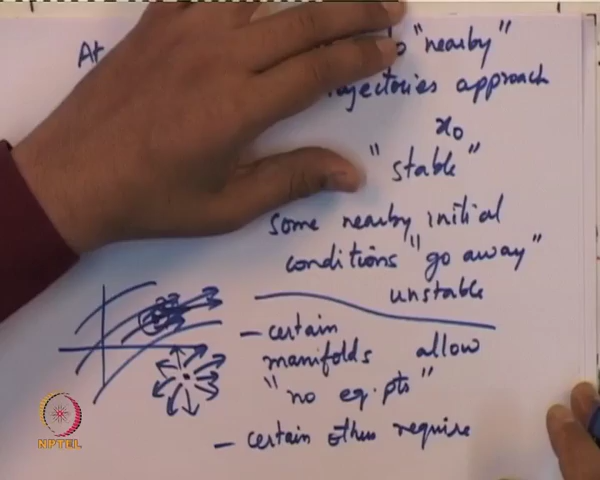 At "nearby"
trajectories approach
x0
"stable"
some nearby initial
conditions "go away"
unstable
— certain
manifolds allow
"no eq. pts"
— certain others require
NPTEL